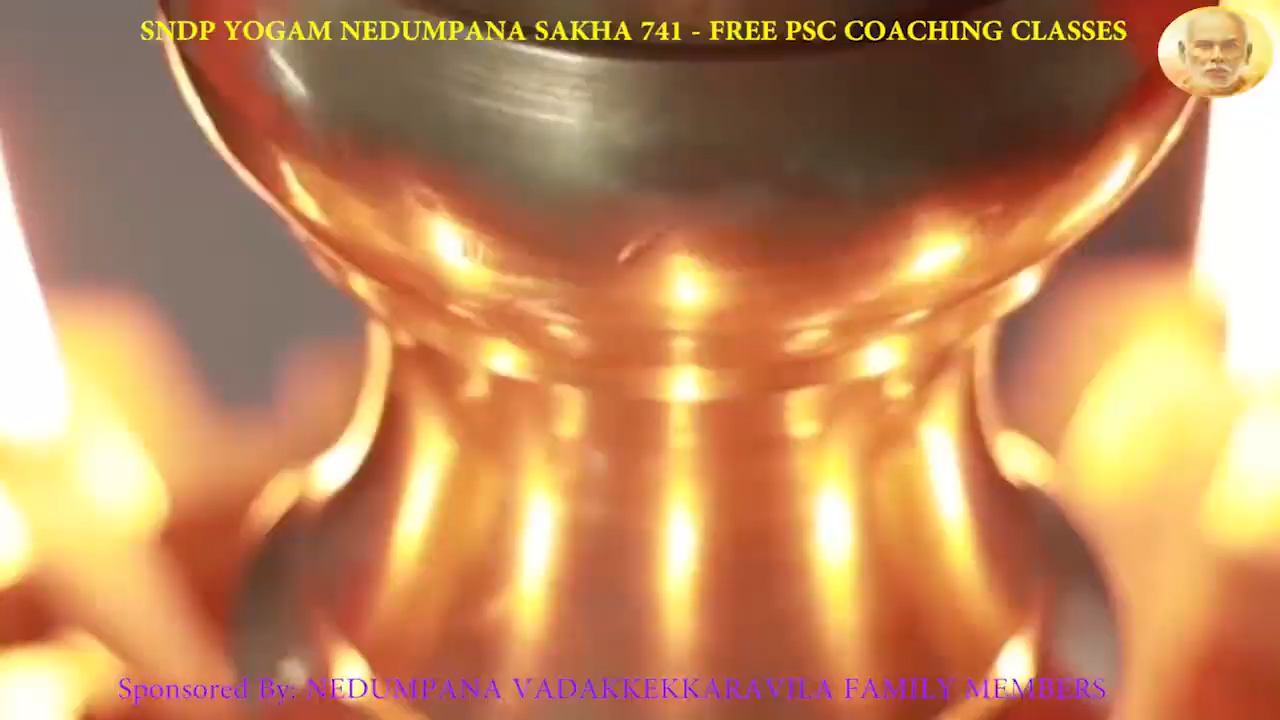 SNDP YOGAM NEDUMPANA SAKHA 741 - FREE PSC COACHING CLASSES
Sponsored By: NEDUMPANA VADAKKEKKARAVILA FAMILY MEMBERS